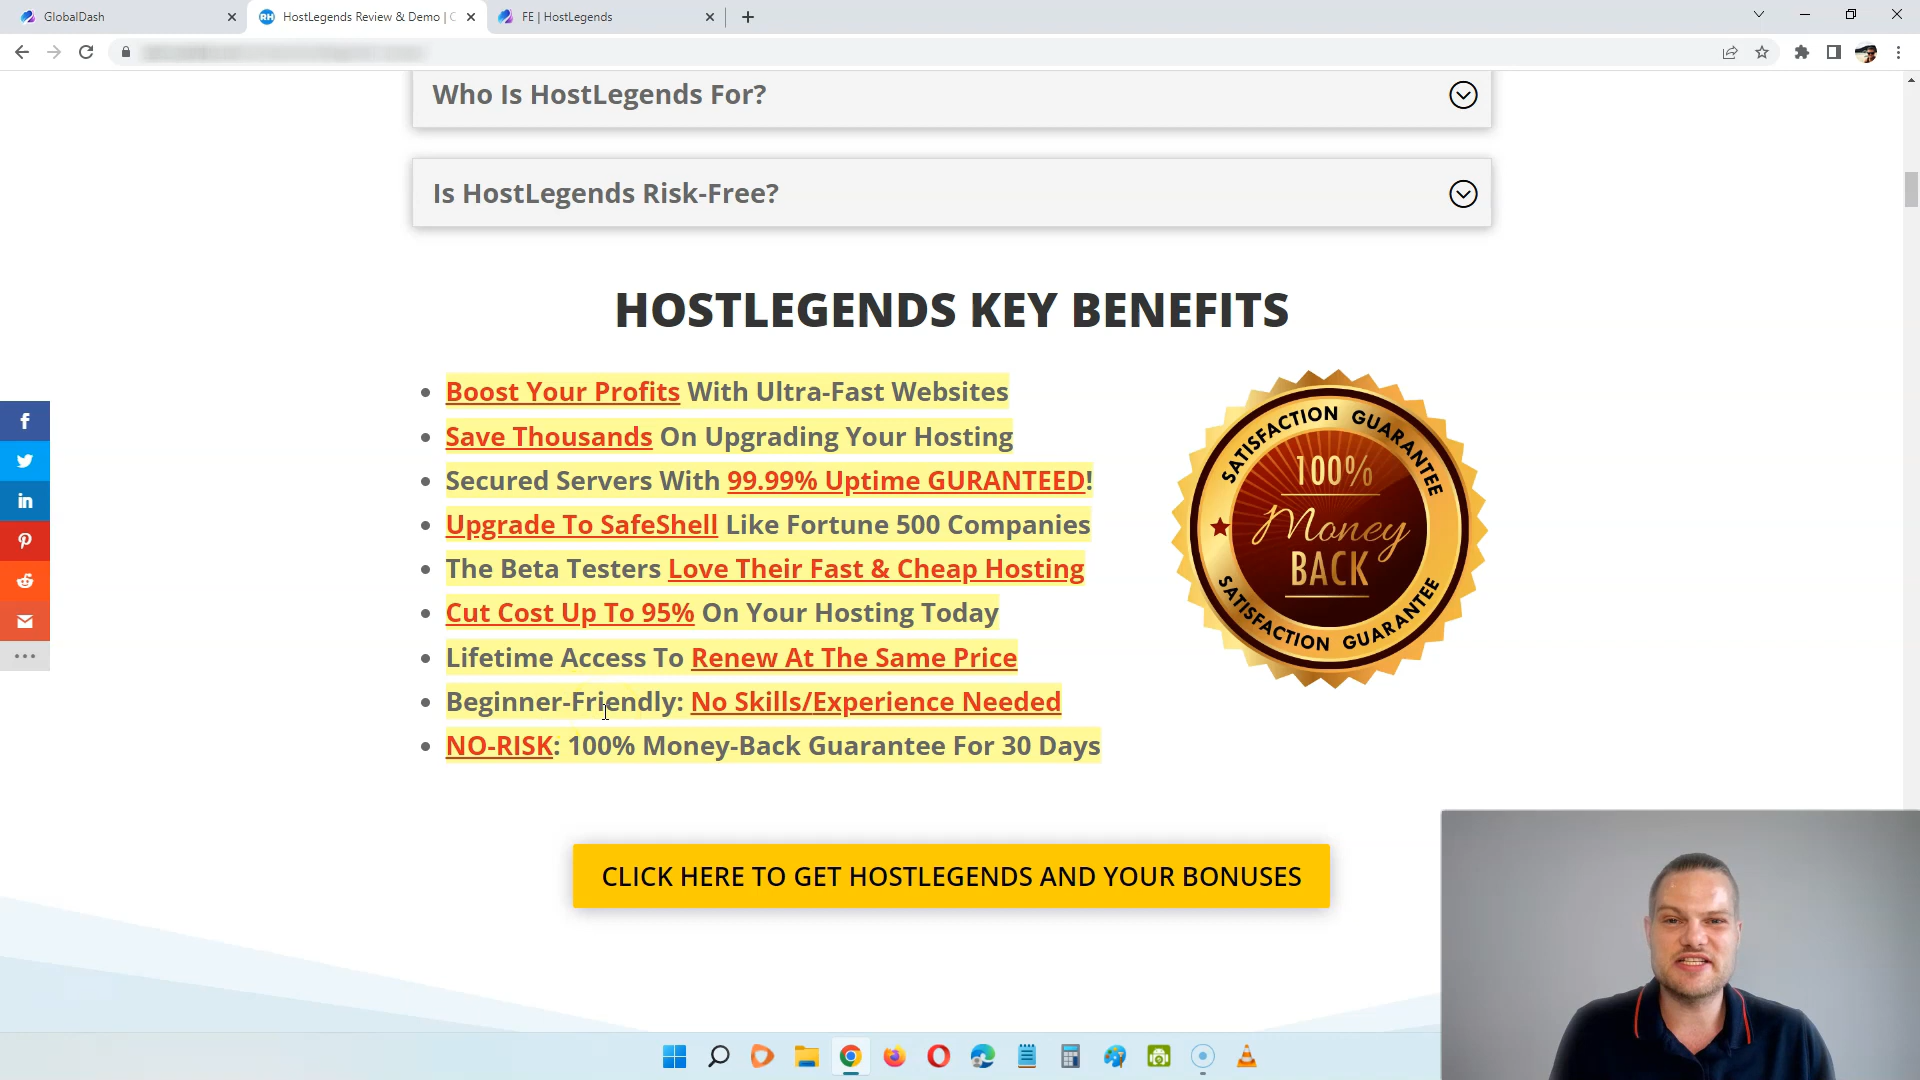 GlobalDash
RH HostLegends Review & Demo | C
FE | HostLegends
Who Is HostLegends For?
Is HostLegends Risk-Free?
HOSTLEGENDS KEY BENEFITS
Boost Your Profits With Ultra-Fast Websites
Save Thousands On Upgrading Your Hosting
Secured Servers With 99.99% Uptime GURANTEED!
Upgrade To SafeShell Like Fortune 500 Companies
The Beta Testers Love Their Fast & Cheap Hosting
Cut Cost Up To 95% On Your Hosting Today
Lifetime Access To Renew At The Same Price
Beginner-Friendly: No Skills/Experience Needed
NO-RISK: 100% Money-Back Guarantee For 30 Days
SATISFACTION GUARANTEE
100%
Money
BACK
SATISFACTION GUARANTEE
CLICK HERE TO GET HOSTLEGENDS AND YOUR BONUSES